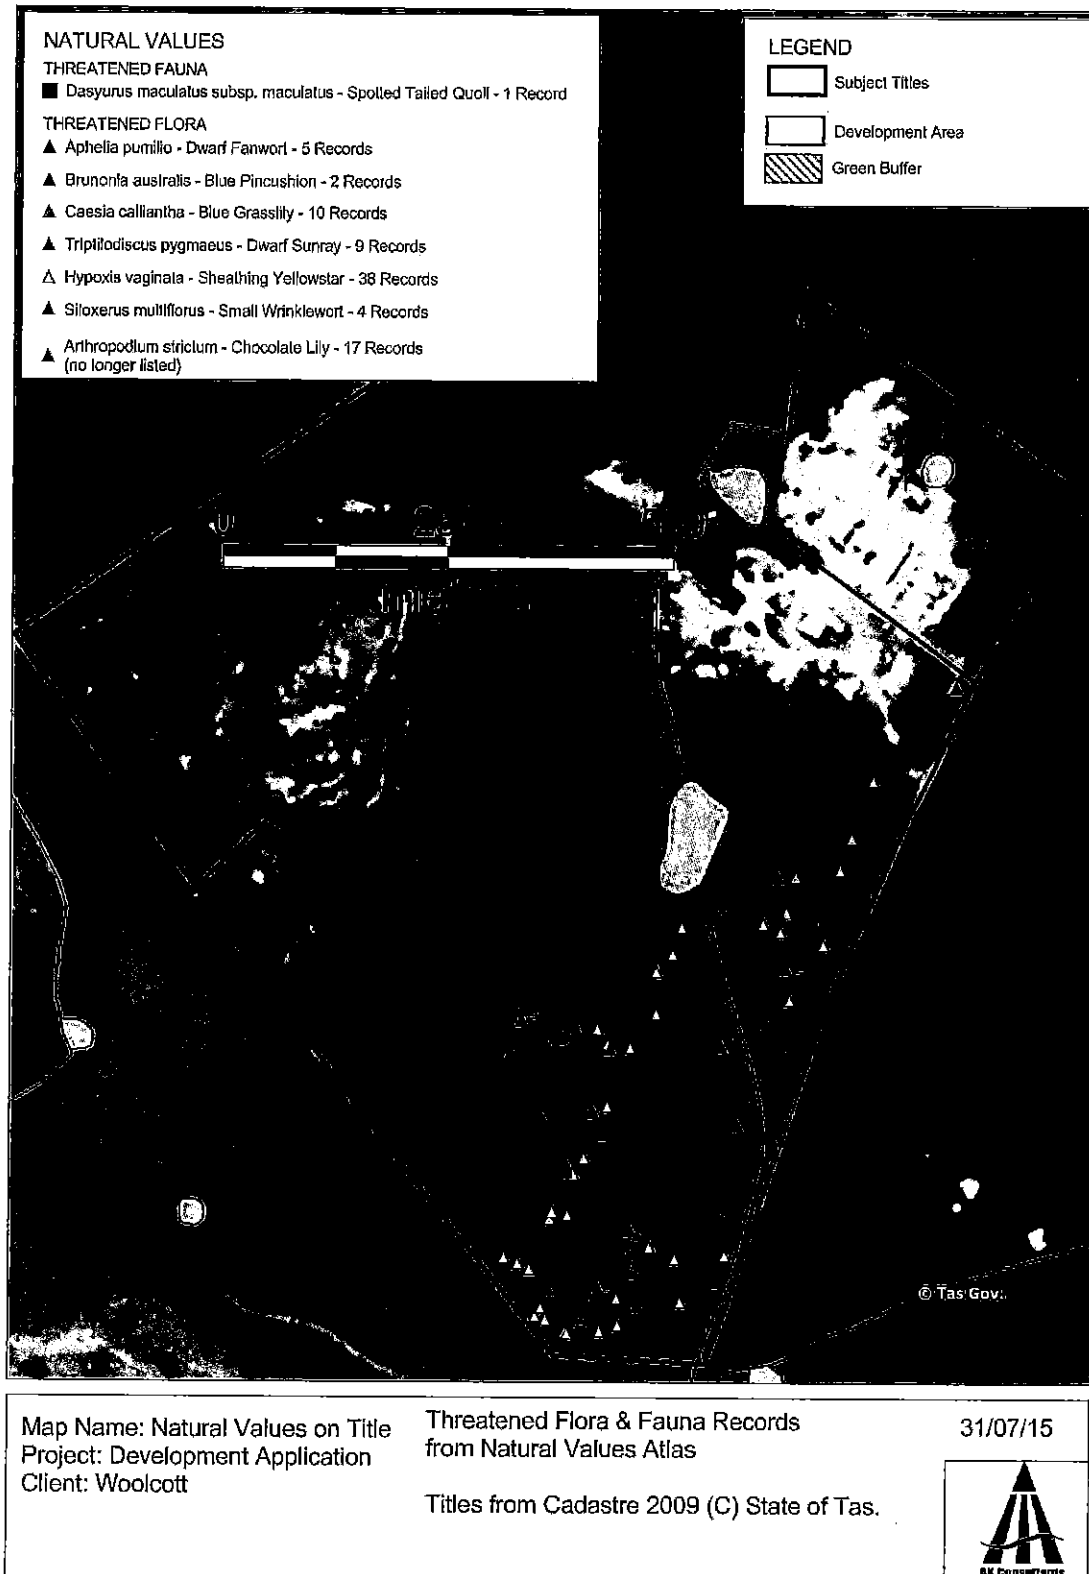 NATURAL VALUES
THREATENED FAUNA
Dasyurus maculatus subsp. maculatus - Spotted Tailed Quoll - 1 Record
THREATENED FLORA
Aphelia pumilio - Dwarf Fanwort - 5 Records
Brunonia australis - Blue Pincushion - 2 Records
Caesia calliantha - Blue Grasslily - 10 Records
Triptilodiscus pygmaeus - Dwarf Sunray - 9 Records
Hypoxis vaginata - Sheathing Yellowstar - 38 Records
Siloxerus multiflorus - Small Wrinklewort - 4 Records
Arthropodium strictum - Chocolate Lily - 17 Records
(no longer listed)
LEGEND
Subject Titles
Development Area
Green Buffer
© Tas Gov.
Map Name: Natural Values on Title
Project: Development Application
Client: Woolcott
Threatened Flora & Fauna Records
from Natural Values Atlas
Titles from Cadastre 2009 (C) State of Tas.
31/07/15
AK Consultants